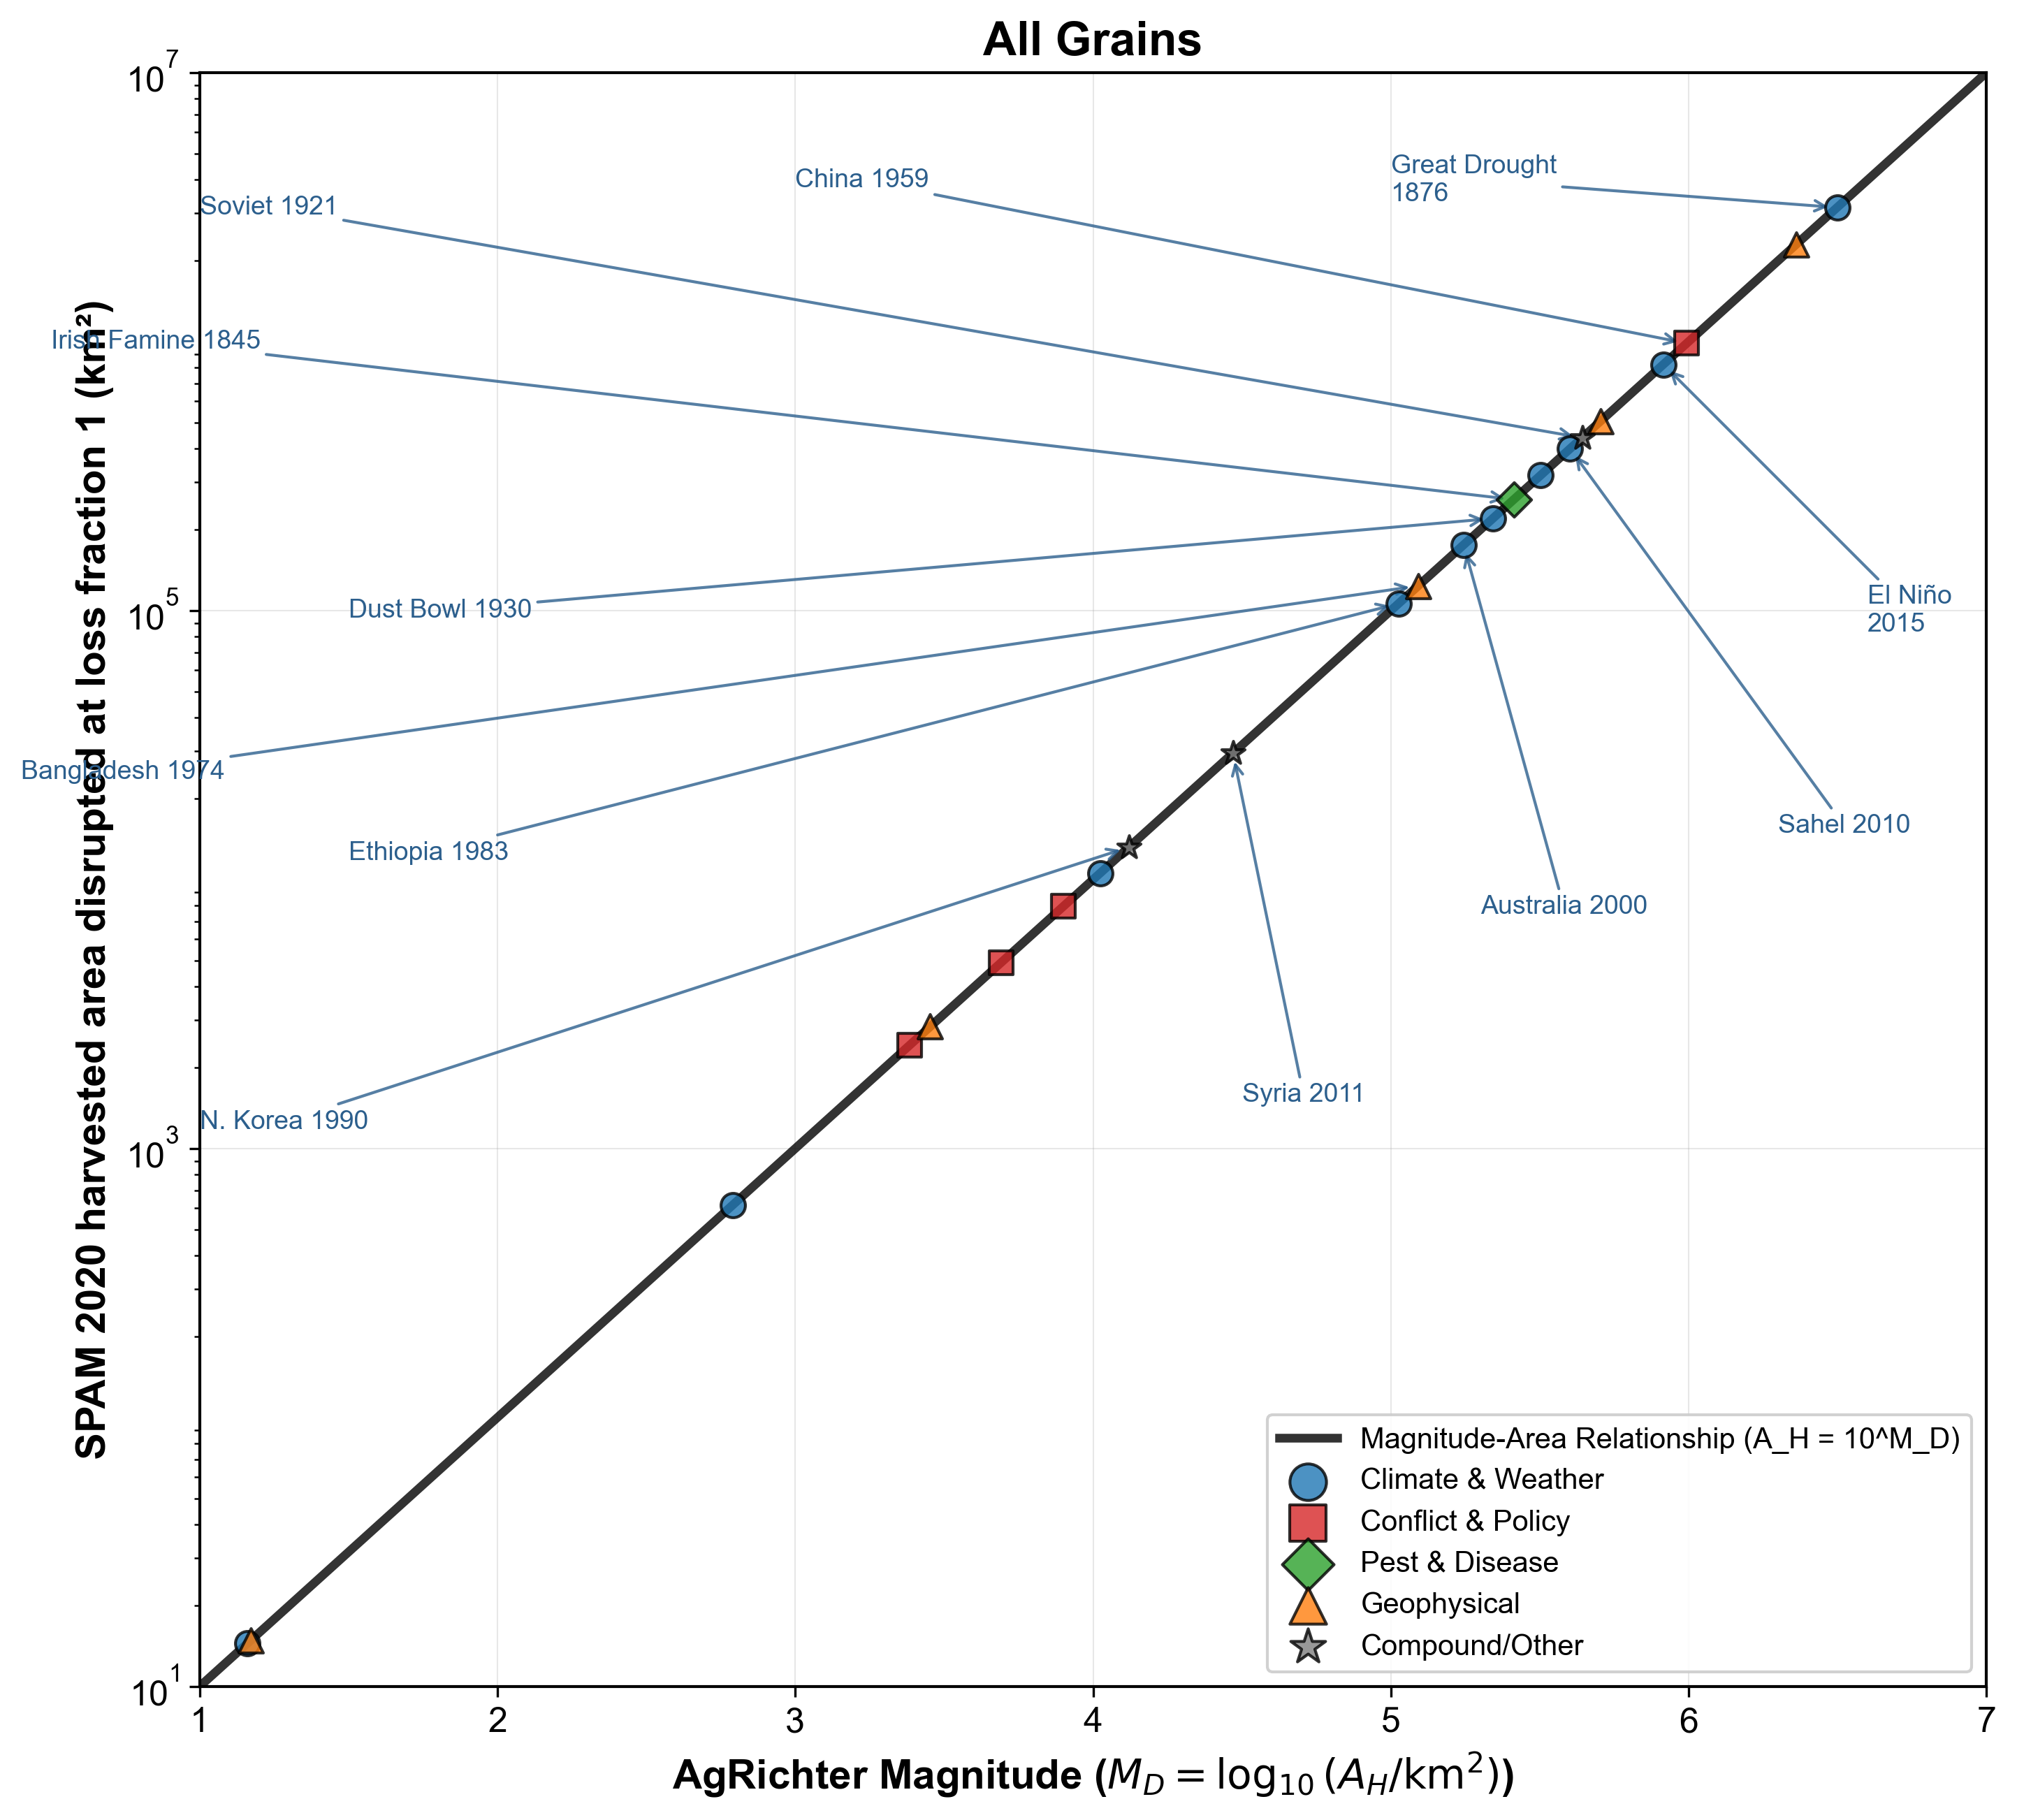 All Grains
10^7
10^5
10^3
10^1
SPAM 2020 harvested area disrupted at loss fraction 1 (km²)
Great Drought
1876
China 1959
Soviet 1921
Irish Famine 1845
El Niño
2015
Dust Bowl 1930
Bangladesh 1974
Sahel 2010
Ethiopia 1983
Australia 2000
Syria 2011
N. Korea 1990
Magnitude-Area Relationship (A_H = 10^M_D)
Climate & Weather
Conflict & Policy
Pest & Disease
Geophysical
Compound/Other
1 2 3 4 5 6 7
AgRichter Magnitude (M_D = log_10 (A_H/km^2))